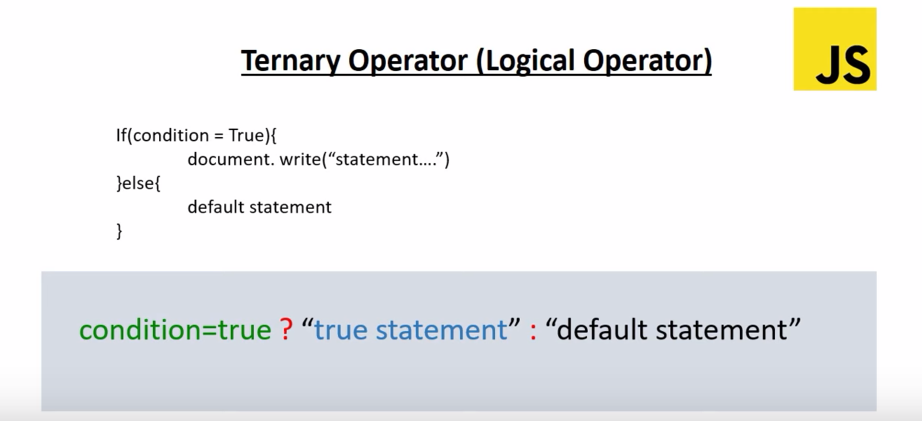 Ternary Operator (Logical Operator)
JS
If(condition = True){
document. write(“statement....”)
}else{
default statement
}
condition=true ? “true statement” : “default statement”